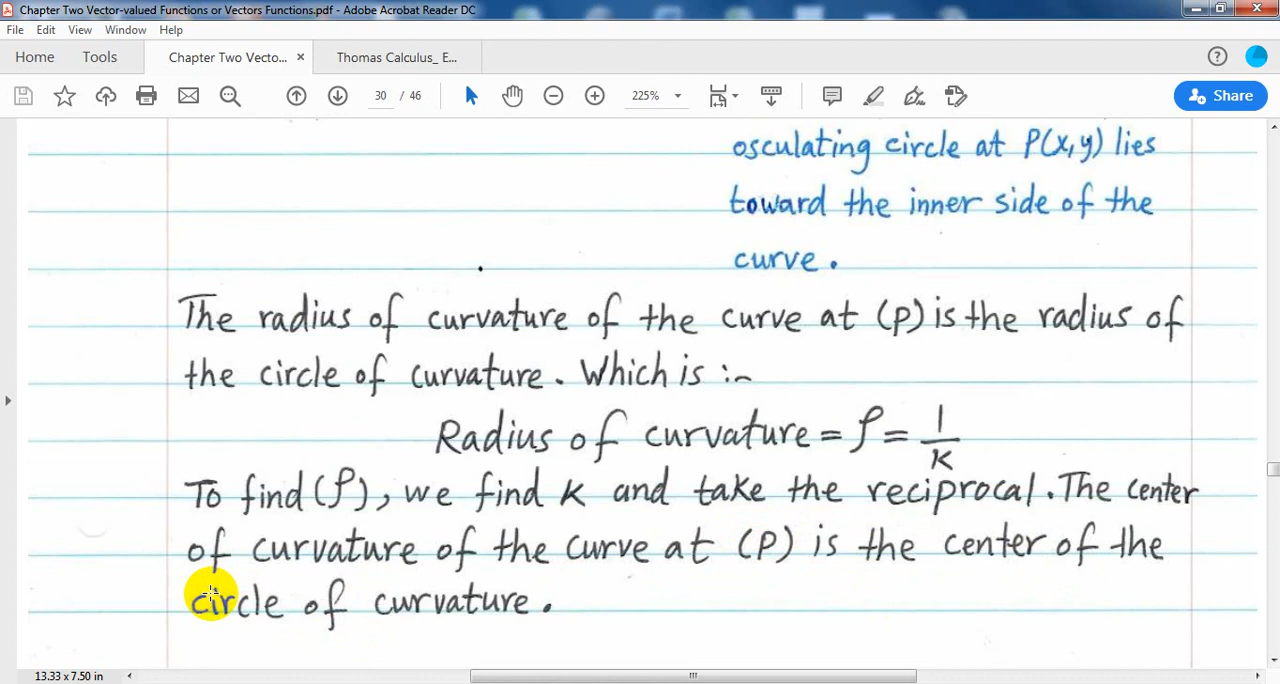 Chapter Two Vector-valued Functions or Vectors Functions.pdf - Adobe Acrobat Reader DC
File Edit View Window Help
Home Tools Chapter Two Vecto... × Thomas Calculus_ E...
30 / 46 225% Share
osculating circle at P(x,y) lies
toward the inner side of the
curve.
The radius of curvature of the curve at (P) is the radius of
the circle of curvature. Which is :~
Radius of curvature = ρ = 1/K
To find (ρ), we find K and take the reciprocal. The center
of curvature of the curve at (P) is the center of the
circle of curvature.
13.33 x 7.50 in